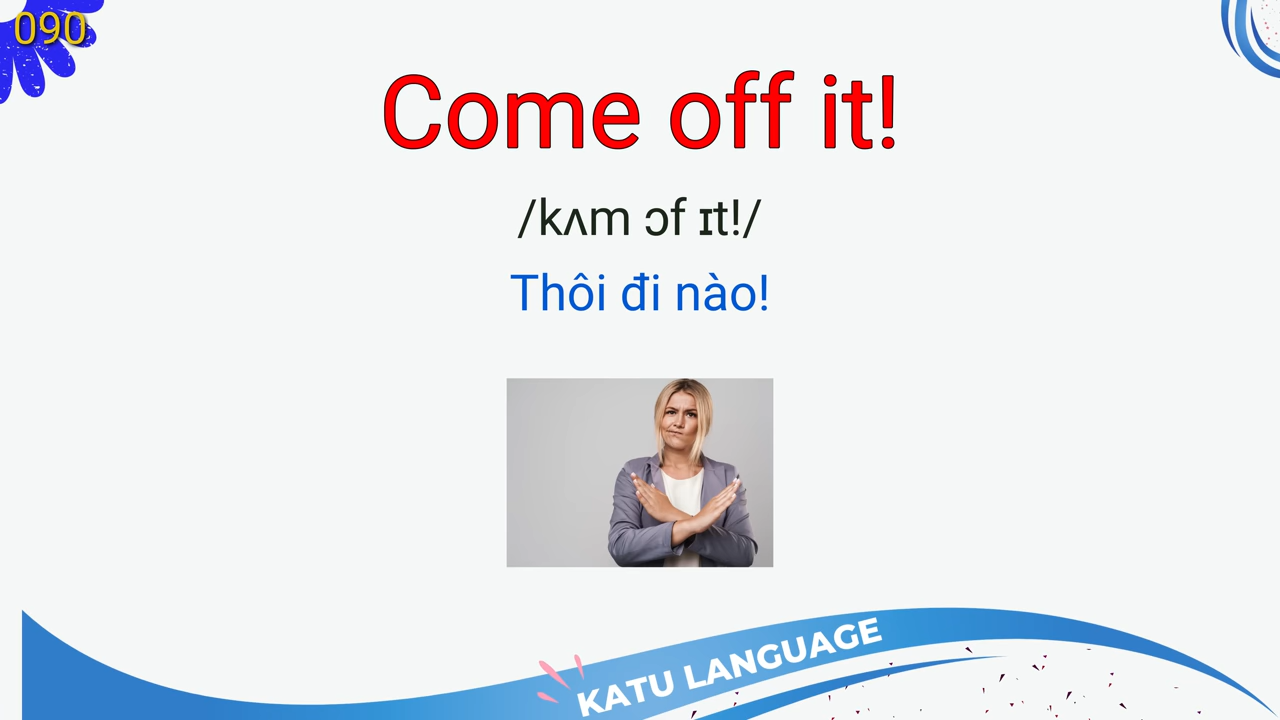 090
Come off it!
/kʌm ɔf ɪt!/
Thôi đi nào!
KATU LANGUAGE